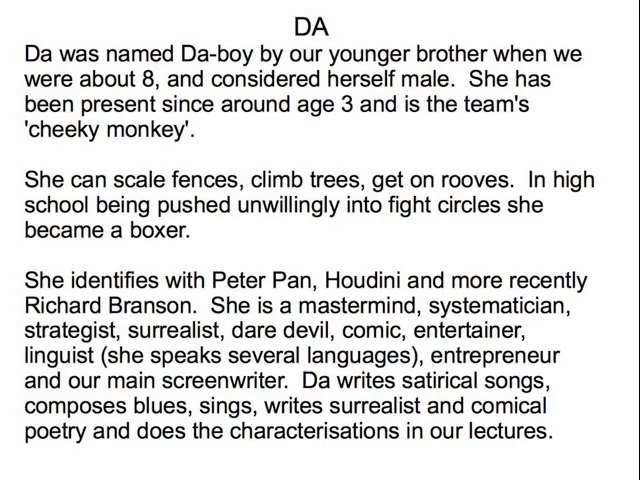 DA
Da was named Da-boy by our younger brother when we
were about 8, and considered herself male.  She has
been present since around age 3 and is the team's
'cheeky monkey'.
She can scale fences, climb trees, get on rooves.  In high
school being pushed unwillingly into fight circles she
became a boxer.
She identifies with Peter Pan, Houdini and more recently
Richard Branson.  She is a mastermind, systematician,
strategist, surrealist, dare devil, comic, entertainer,
linguist (she speaks several languages), entrepreneur
and our main screenwriter.  Da writes satirical songs,
composes blues, sings, writes surrealist and comical
poetry and does the characterisations in our lectures.